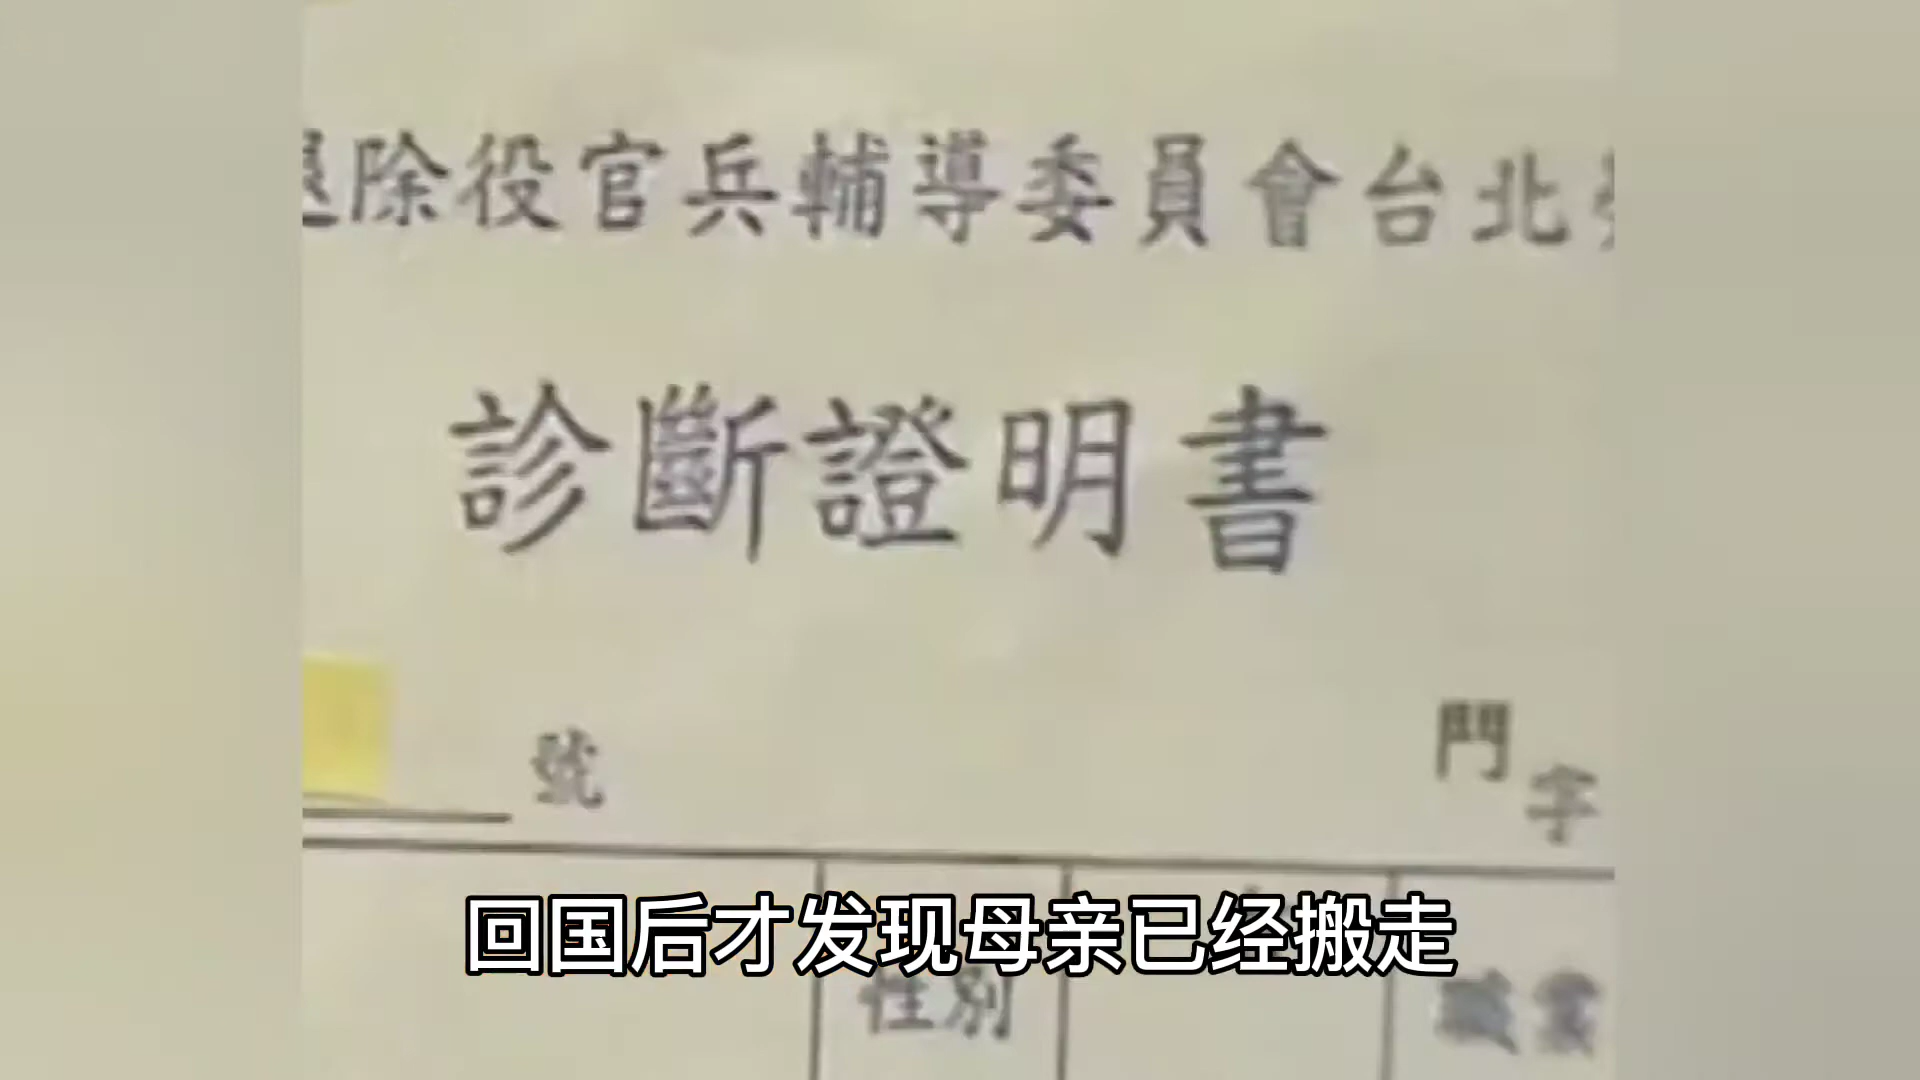 退除役官兵輔導委員會台北
診斷證明書
號
門
字
回国后才发现母亲已经搬走
性別
職業